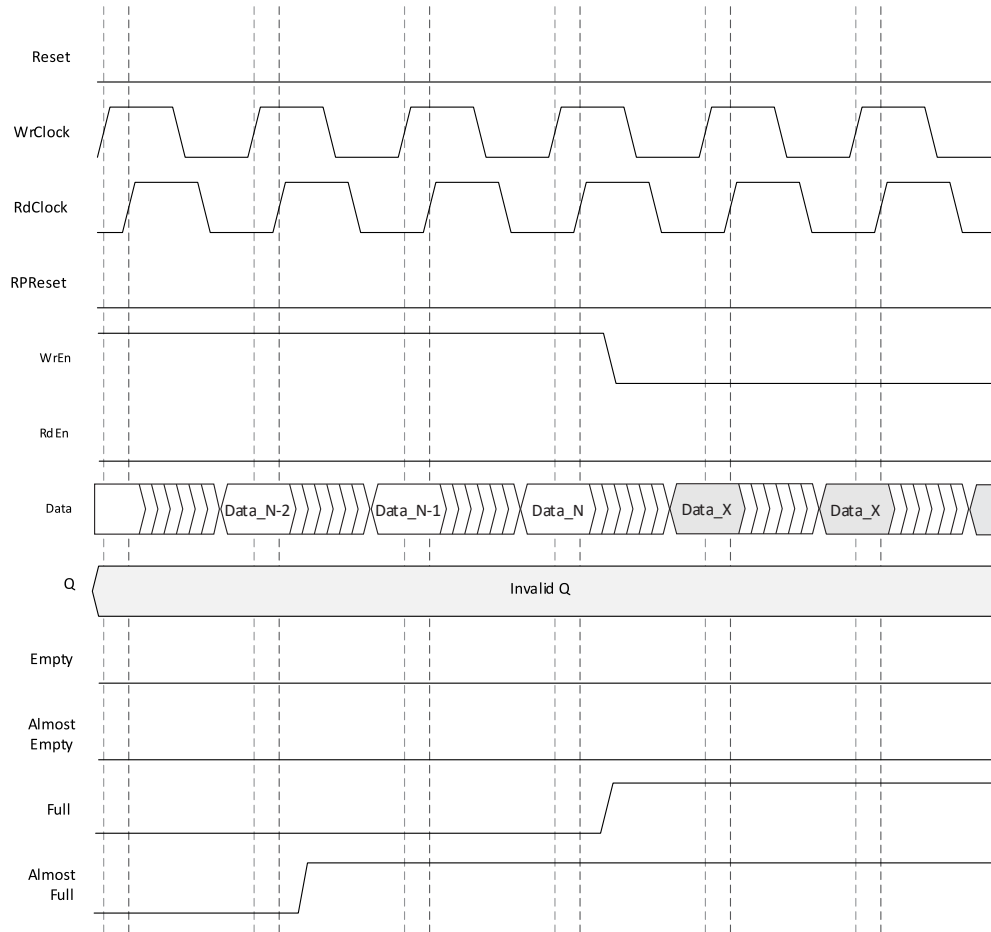 Reset
WrClock
RdClock
RPReset
WrEn
RdEn
Data
Data_N-2 Data_N-1 Data_N Data_X Data_X
Q
Invalid Q
Empty
Almost
Empty
Full
Almost
Full